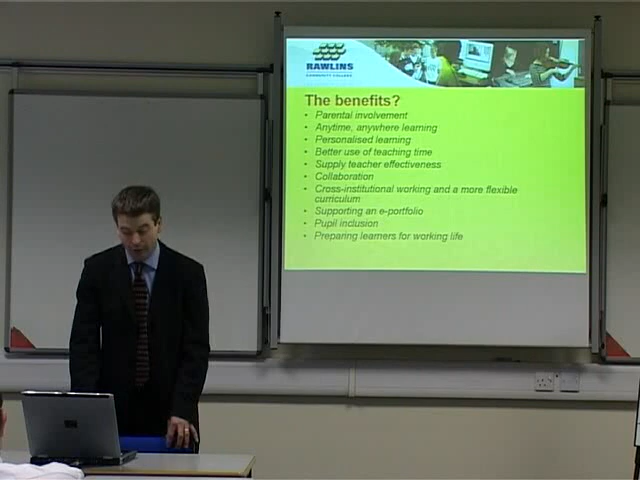 RAWLINS
COMMUNITY COLLEGE
The benefits?
• Parental involvement
• Anytime, anywhere learning
• Personalised learning
• Better use of teaching time
• Supply teacher effectiveness
• Collaboration
• Cross-institutional working and a more flexible
curriculum
• Supporting an e-portfolio
• Pupil inclusion
• Preparing learners for working life